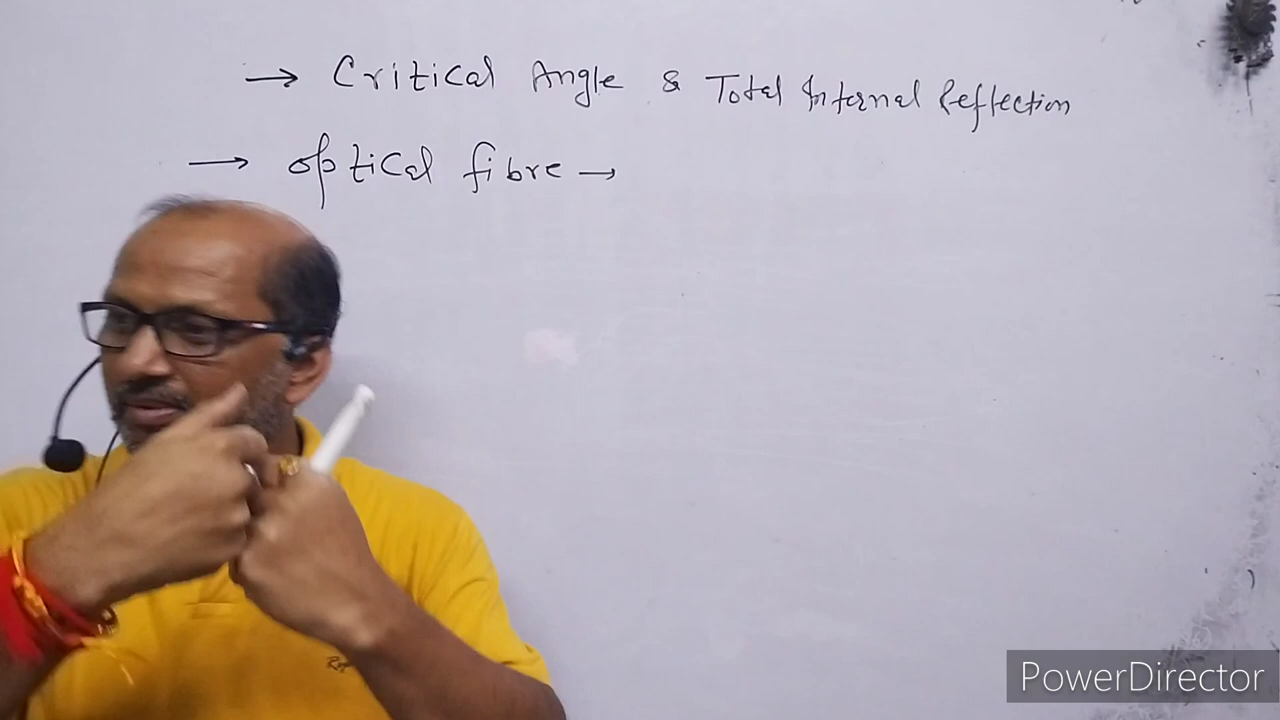 → Critical Angle & Total Internal Reflection
→ Optical fibre →
PowerDirector